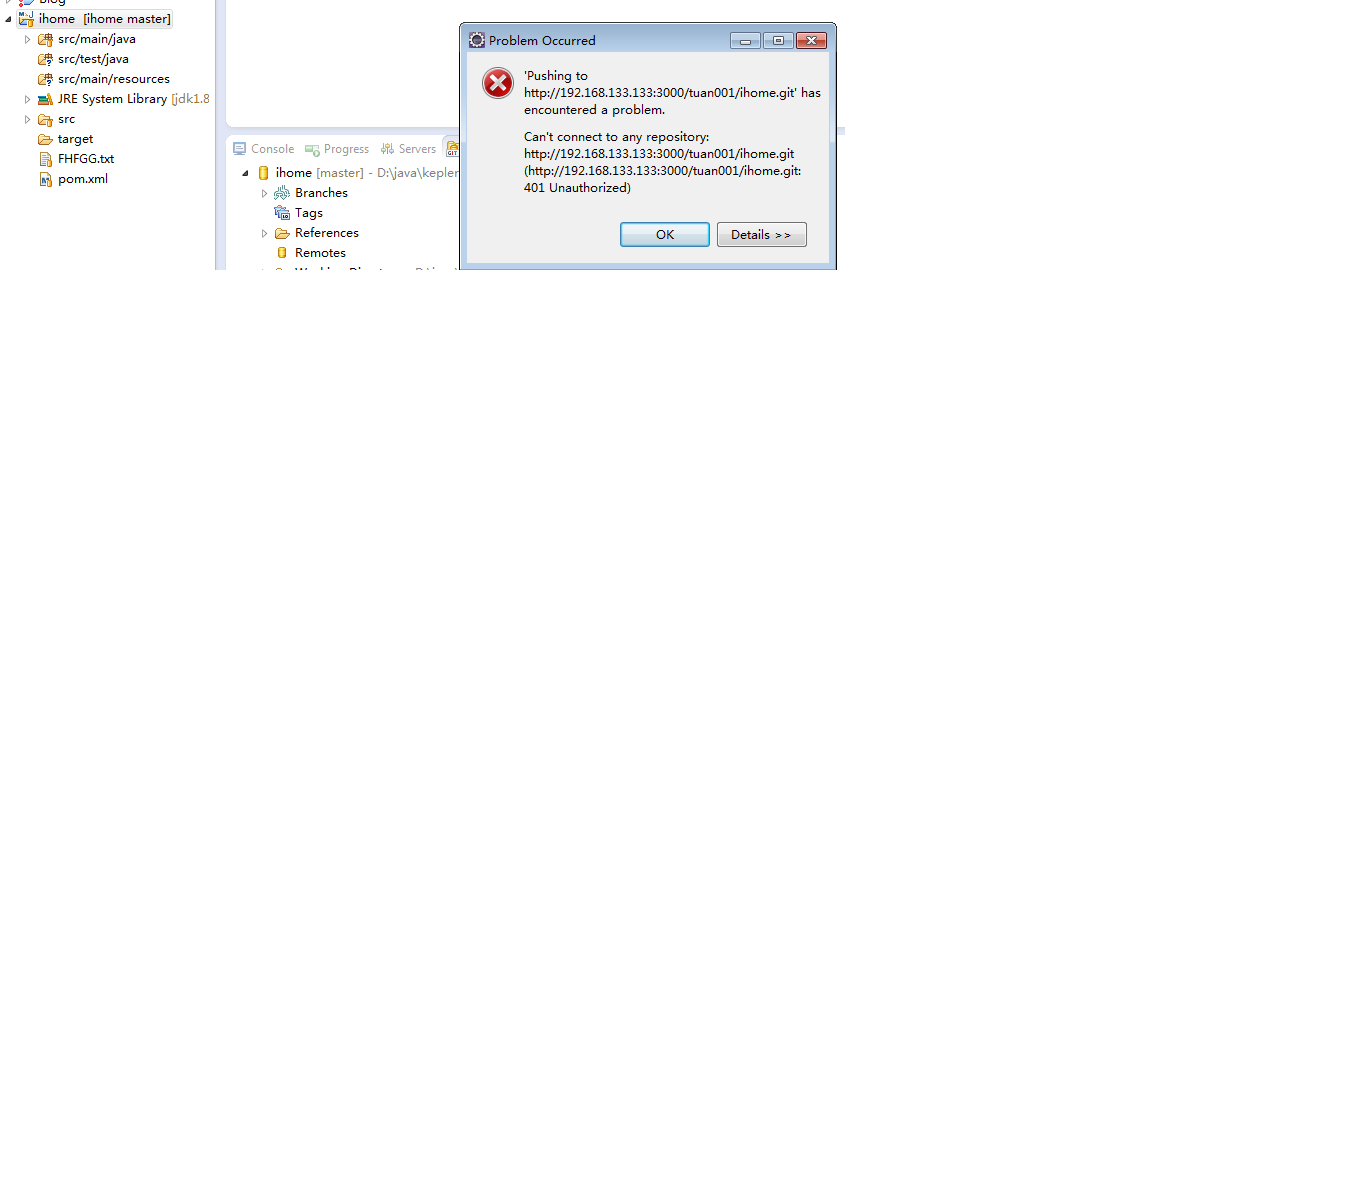 Blog
ihome [ihome master]
src/main/java
src/test/java
src/main/resources
JRE System Library [jdk1.8
src
target
FHFGG.txt
pom.xml
Console
Progress
Servers
GIT
ihome [master] - D:\java\kepler
Branches
Tags
References
Remotes
Problem Occurred
'Pushing to
http://192.168.133.133:3000/tuan001/ihome.git' has
encountered a problem.
Can't connect to any repository:
http://192.168.133.133:3000/tuan001/ihome.git
(http://192.168.133.133:3000/tuan001/ihome.git:
401 Unauthorized)
OK
Details >>